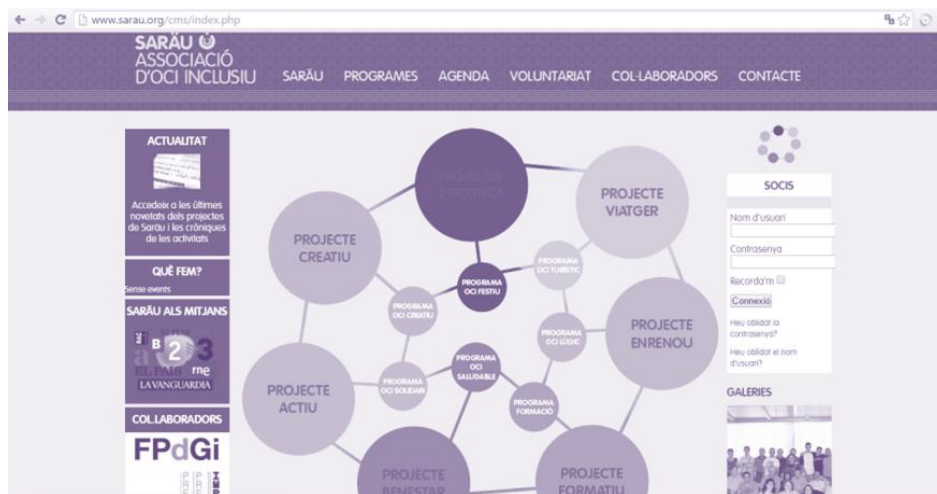 www.sarau.org/cms/index.php
SARÄU
ASSOCIACIÓ
D'OCI INCLUSIU
SARÄU
PROGRAMES
AGENDA
VOLUNTARIAT
COL·LABORADORS
CONTACTE
ACTUALITAT
Accedeix a les últimes
novetats dels projectes
de Saräu i les cròniques
de les activitats
QUÈ FEM?
Sense events
SARÄU ALS MITJANS
B 2 3
EL PAÍS
rne
LA VANGUARDIA
COL.LABORADORS
FPdGi
PROJECTES
DISCOTECA
PROJECTE
VIATGER
PROJECTE
CREATIU
PROGRAMA
OCI TURÍSTIC
PROGRAMA
OCI FESTIU
PROGRAMA
OCI CREATIU
PROGRAMA
OCI LÚDIC
PROJECTE
ENRENOU
PROGRAMA
OCI
SALUDABLE
PROGRAMA
OCI SOLIDARI
PROJECTE
ACTIU
PROGRAMA
FORMACIÓ
PROJECTE
BENESTAR
PROJECTE
FORMATIU
SOCIS
Nom d'usuari
Contrasenya
Recorda'm
Connexió
Heu oblidat la
contrasenya?
Heu oblidat el nom
d'usuari?
GALERIES